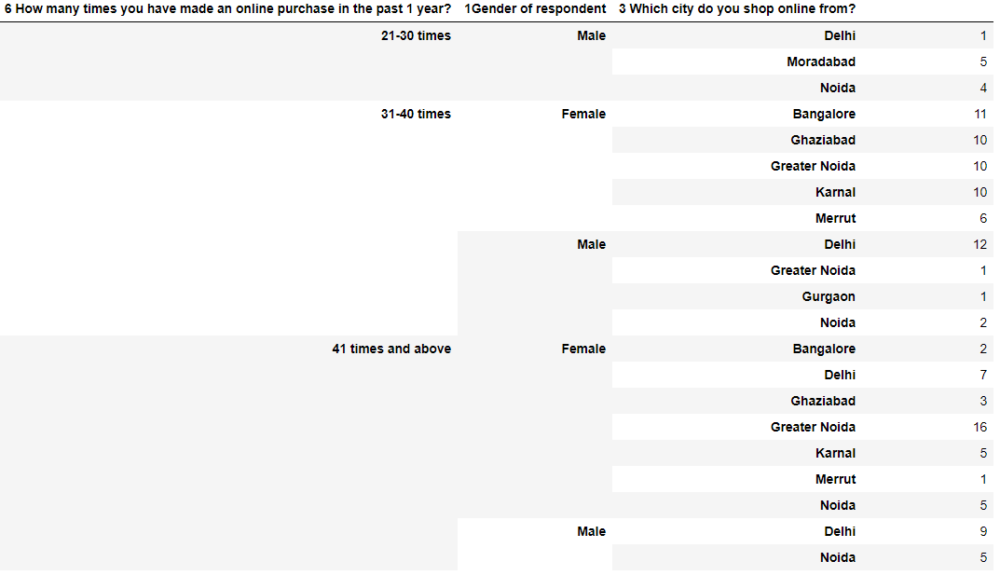 6 How many times you have made an online purchase in the past 1 year? 1Gender of respondent 3 Which city do you shop online from?
21-30 times Male Delhi 1
Moradabad 5
Noida 4
31-40 times Female Bangalore 11
Ghaziabad 10
Greater Noida 10
Karnal 10
Merrut 6
Male Delhi 12
Greater Noida 1
Gurgaon 1
Noida 2
41 times and above Female Bangalore 2
Delhi 7
Ghaziabad 3
Greater Noida 16
Karnal 5
Merrut 1
Noida 5
Male Delhi 9
Noida 5